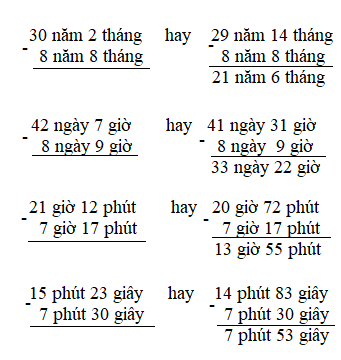 30 năm 2 tháng hay 29 năm 14 tháng
- 8 năm 8 tháng - 8 năm 8 tháng
21 năm 6 tháng
42 ngày 7 giờ hay 41 ngày 31 giờ
- 8 ngày 9 giờ - 8 ngày 9 giờ
33 ngày 22 giờ
21 giờ 12 phút hay 20 giờ 72 phút
- 7 giờ 17 phút - 7 giờ 17 phút
13 giờ 55 phút
15 phút 23 giây hay 14 phút 83 giây
- 7 phút 30 giây - 7 phút 30 giây
7 phút 53 giây